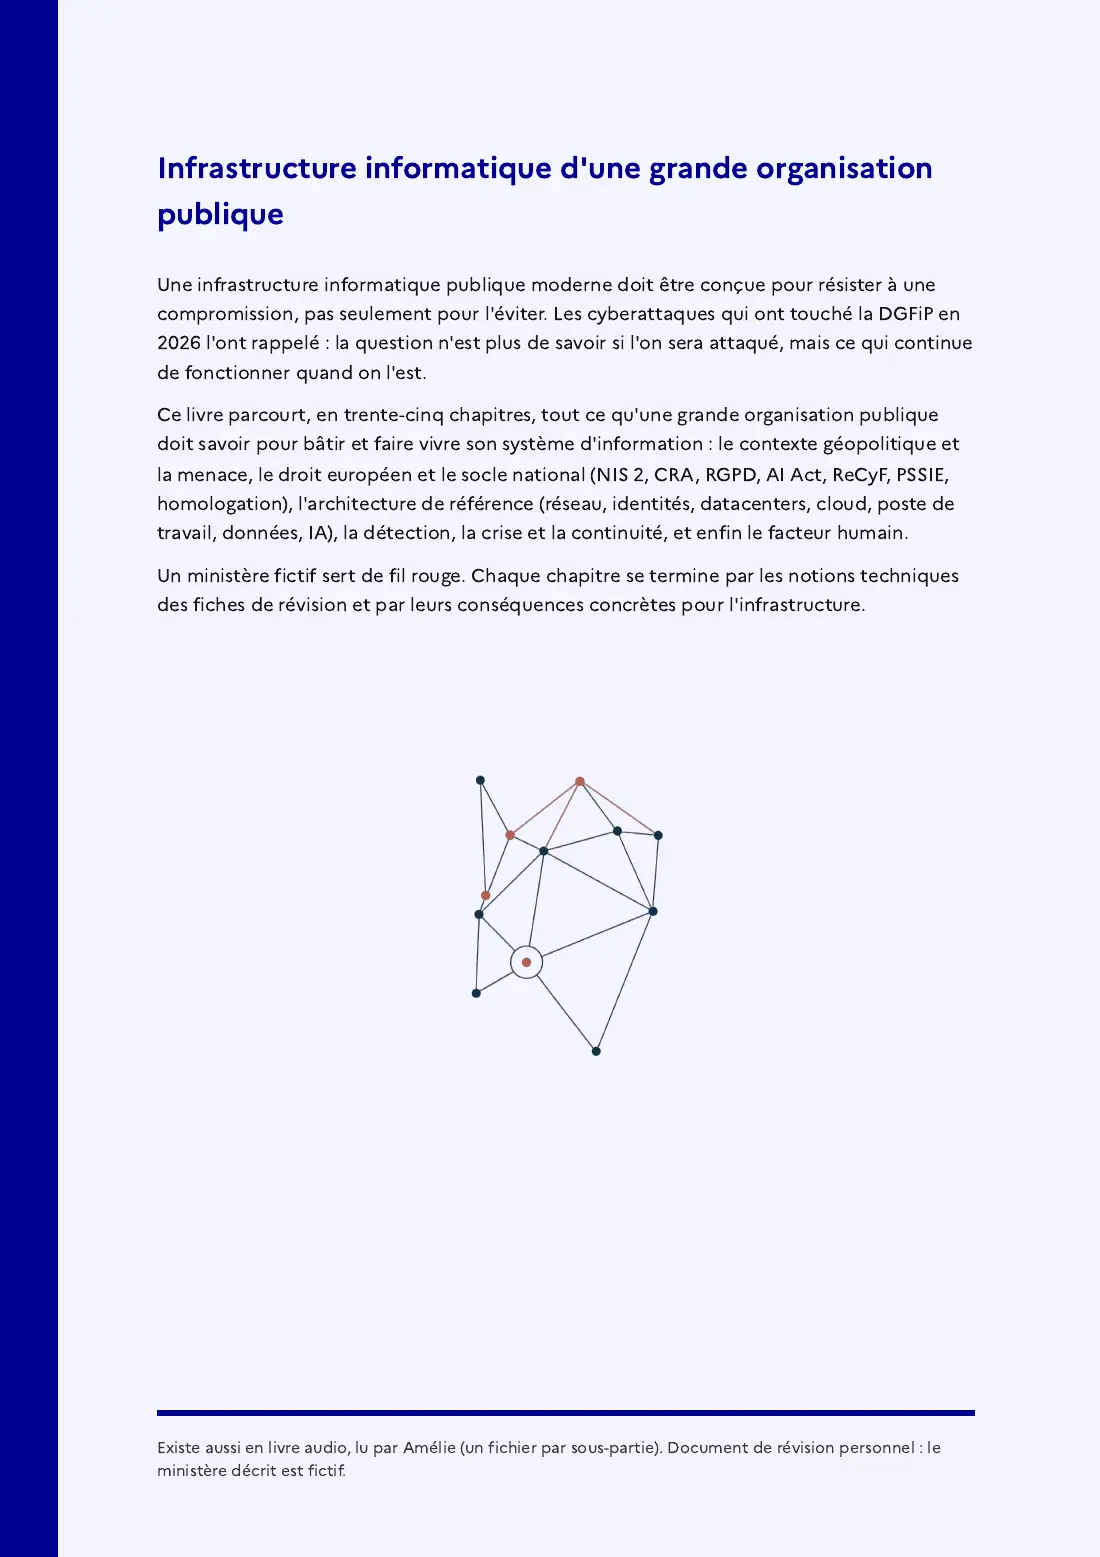 Infrastructure informatique d'une grande organisation
publique
Une infrastructure informatique publique moderne doit être conçue pour résister à une
compromission, pas seulement pour l'éviter. Les cyberattaques qui ont touché la DGFiP en
2026 l'ont rappelé : la question n'est plus de savoir si l'on sera attaqué, mais ce qui continue
de fonctionner quand on l'est.
Ce livre parcourt, en trente-cinq chapitres, tout ce qu'une grande organisation publique
doit savoir pour bâtir et faire vivre son système d'information : le contexte géopolitique et
la menace, le droit européen et le socle national (NIS 2, CRA, RGPD, AI Act, ReCyF, PSSIE,
homologation), l'architecture de référence (réseau, identités, datacenters, cloud, poste de
travail, données, IA), la détection, la crise et la continuité, et enfin le facteur humain.
Un ministère fictif sert de fil rouge. Chaque chapitre se termine par les notions techniques
des fiches de révision et par leurs conséquences concrètes pour l'infrastructure.
Existe aussi en livre audio, lu par Amélie (un fichier par sous-partie). Document de révision personnel : le
ministère décrit est fictif.